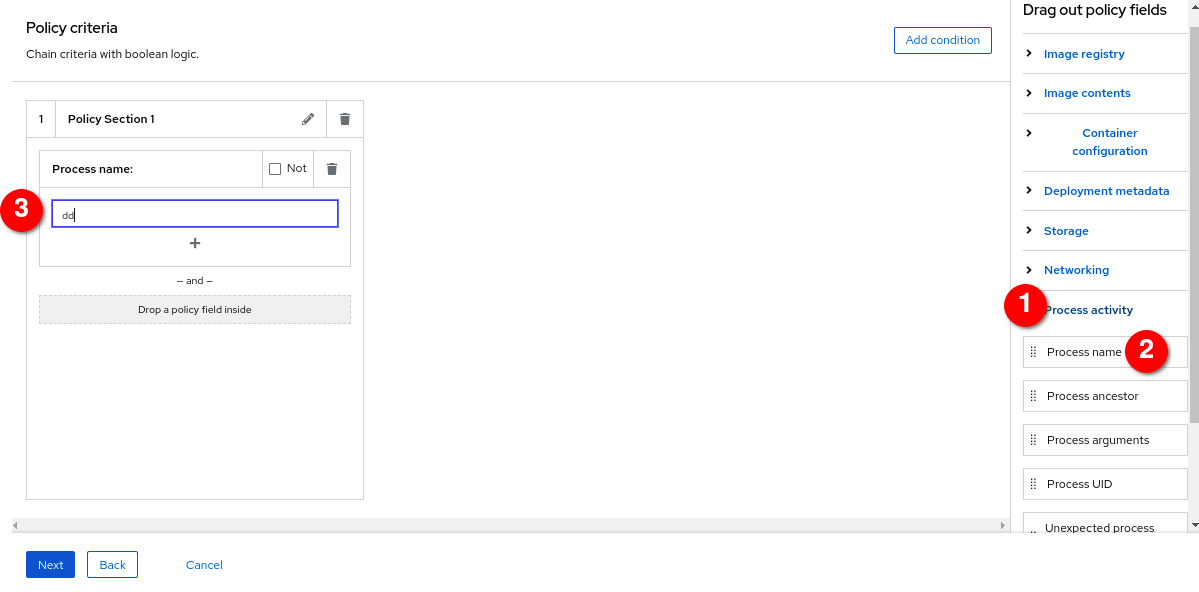 Policy criteria
Chain criteria with boolean logic.
Add condition
1
Policy Section 1
Process name:
Not
3
dd
+
– and –
Drop a policy field inside
Drag out policy fields
Image registry
Image contents
Container
configuration
Deployment metadata
Storage
Networking
1
Process activity
Process name
2
Process ancestor
Process arguments
Process UID
Unexpected process
Next
Back
Cancel